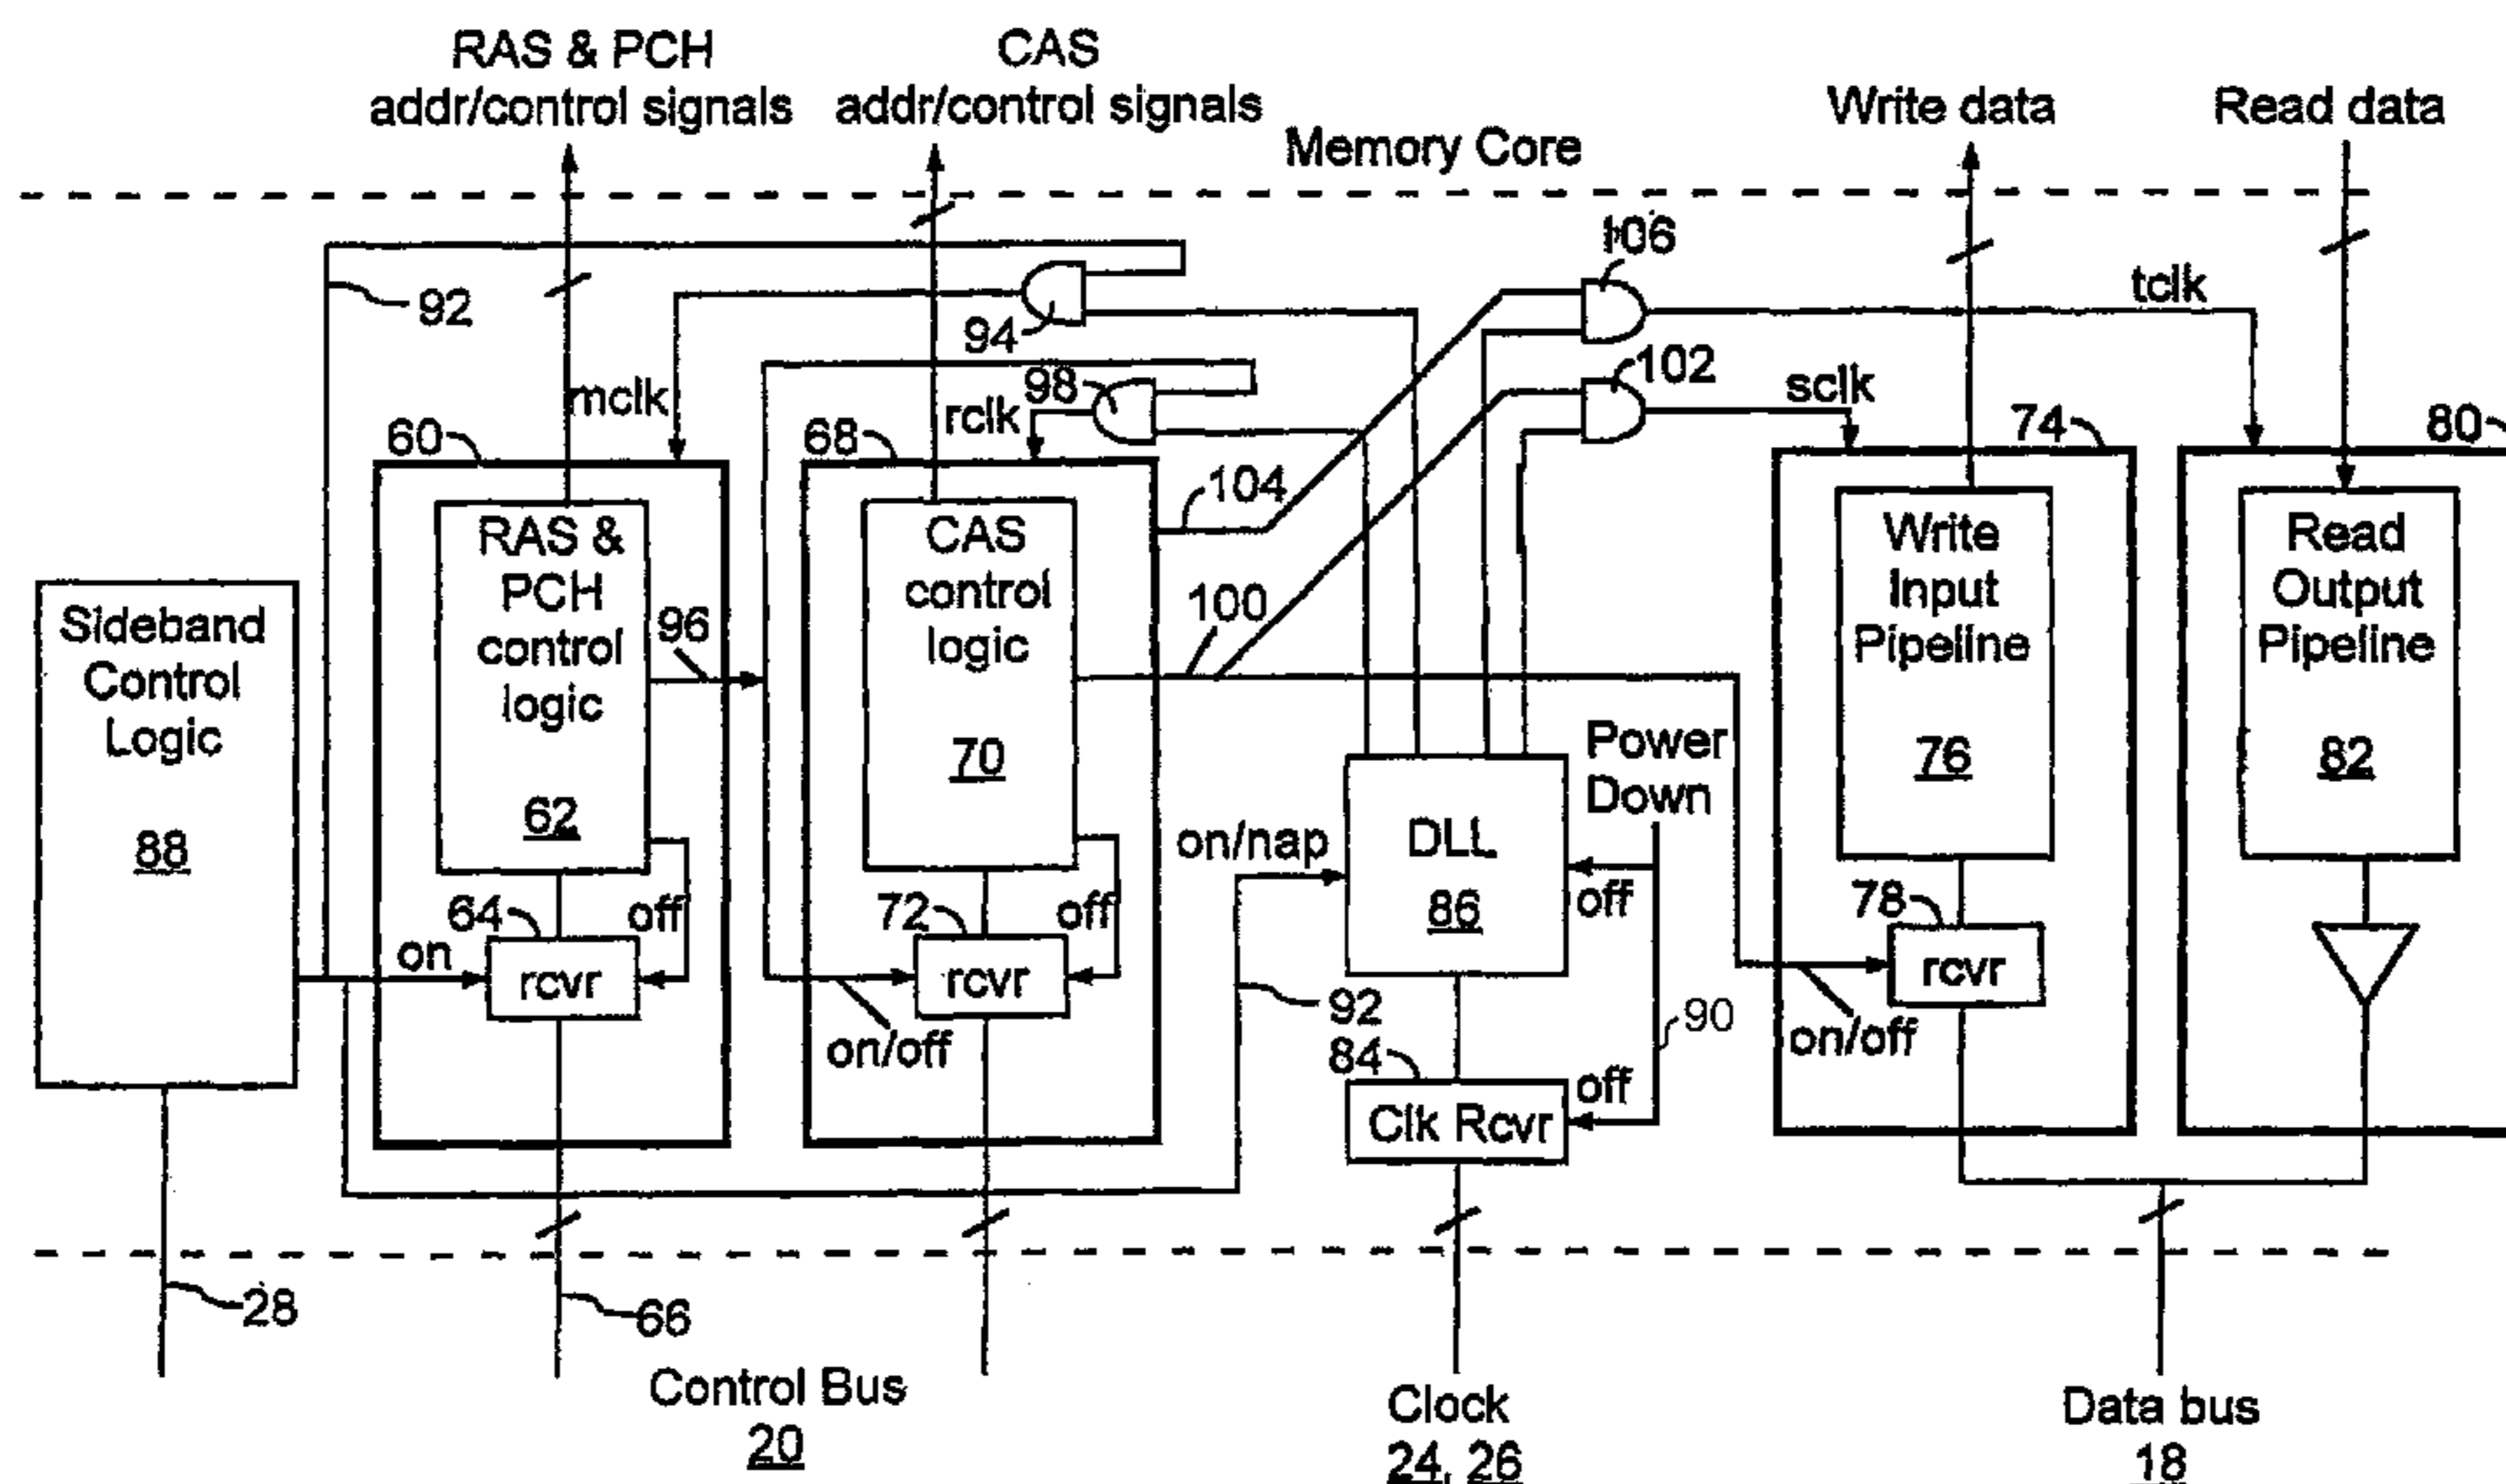 RAS & PCH
addr/control signals
CAS
addr/control signals
Write data
Read data
Memory Core
92
94
106
tclk
mclk
98
rclk
102
sclk
60
68
74
80
104
RAS &
PCH
control
logic
62
96
CAS
control
logic
70
100
Write
Input
Pipeline
76
Read
Output
Pipeline
82
Sideband
Control
Logic
88
Power
Down
on/nap
DLL
86
off
64
off
72
off
78
on
rcvr
rcvr
rcvr
on/off
92
90
on/off
84
off
Clk Rcvr
28
66
Control Bus
20
Clock
24, 26
Data bus
18